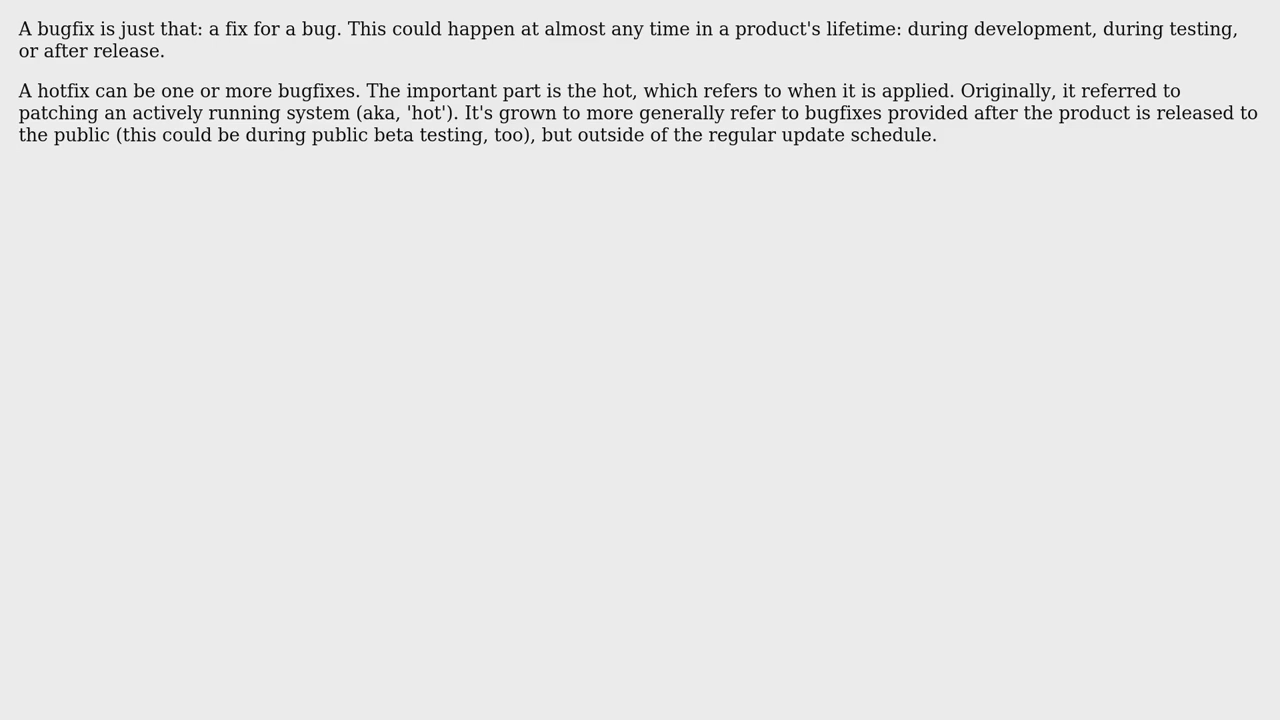 A bugfix is just that: a fix for a bug. This could happen at almost any time in a product's lifetime: during development, during testing,
or after release.
A hotfix can be one or more bugfixes. The important part is the hot, which refers to when it is applied. Originally, it referred to
patching an actively running system (aka, 'hot'). It's grown to more generally refer to bugfixes provided after the product is released to
the public (this could be during public beta testing, too), but outside of the regular update schedule.